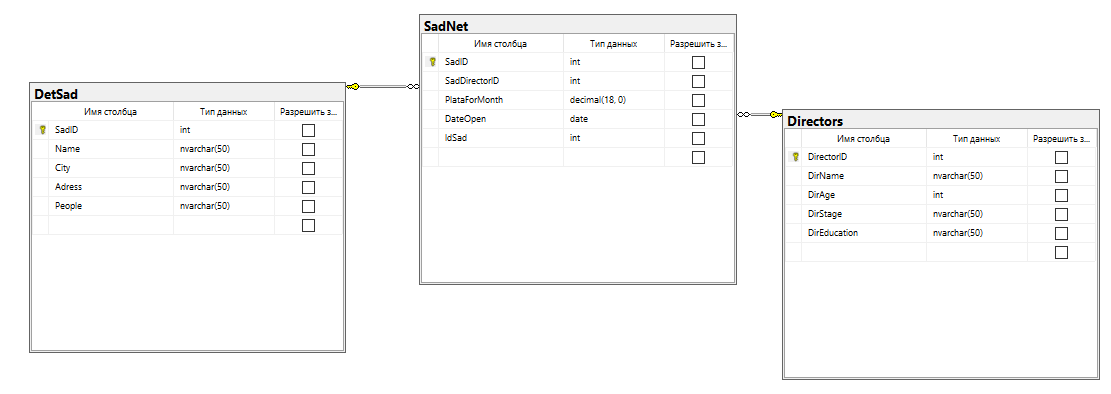 DetSad
Имя столбца Тип данных Разрешить з...
SadID int
Name nvarchar(50)
City nvarchar(50)
Adress nvarchar(50)
People nvarchar(50)
SadNet
Имя столбца Тип данных Разрешить з...
SadID int
SadDirectorID int
PlataForMonth decimal(18, 0)
DateOpen date
IdSad int
Directors
Имя столбца Тип данных Разрешить з...
DirectorID int
DirName nvarchar(50)
DirAge int
DirStage nvarchar(50)
DirEducation nvarchar(50)